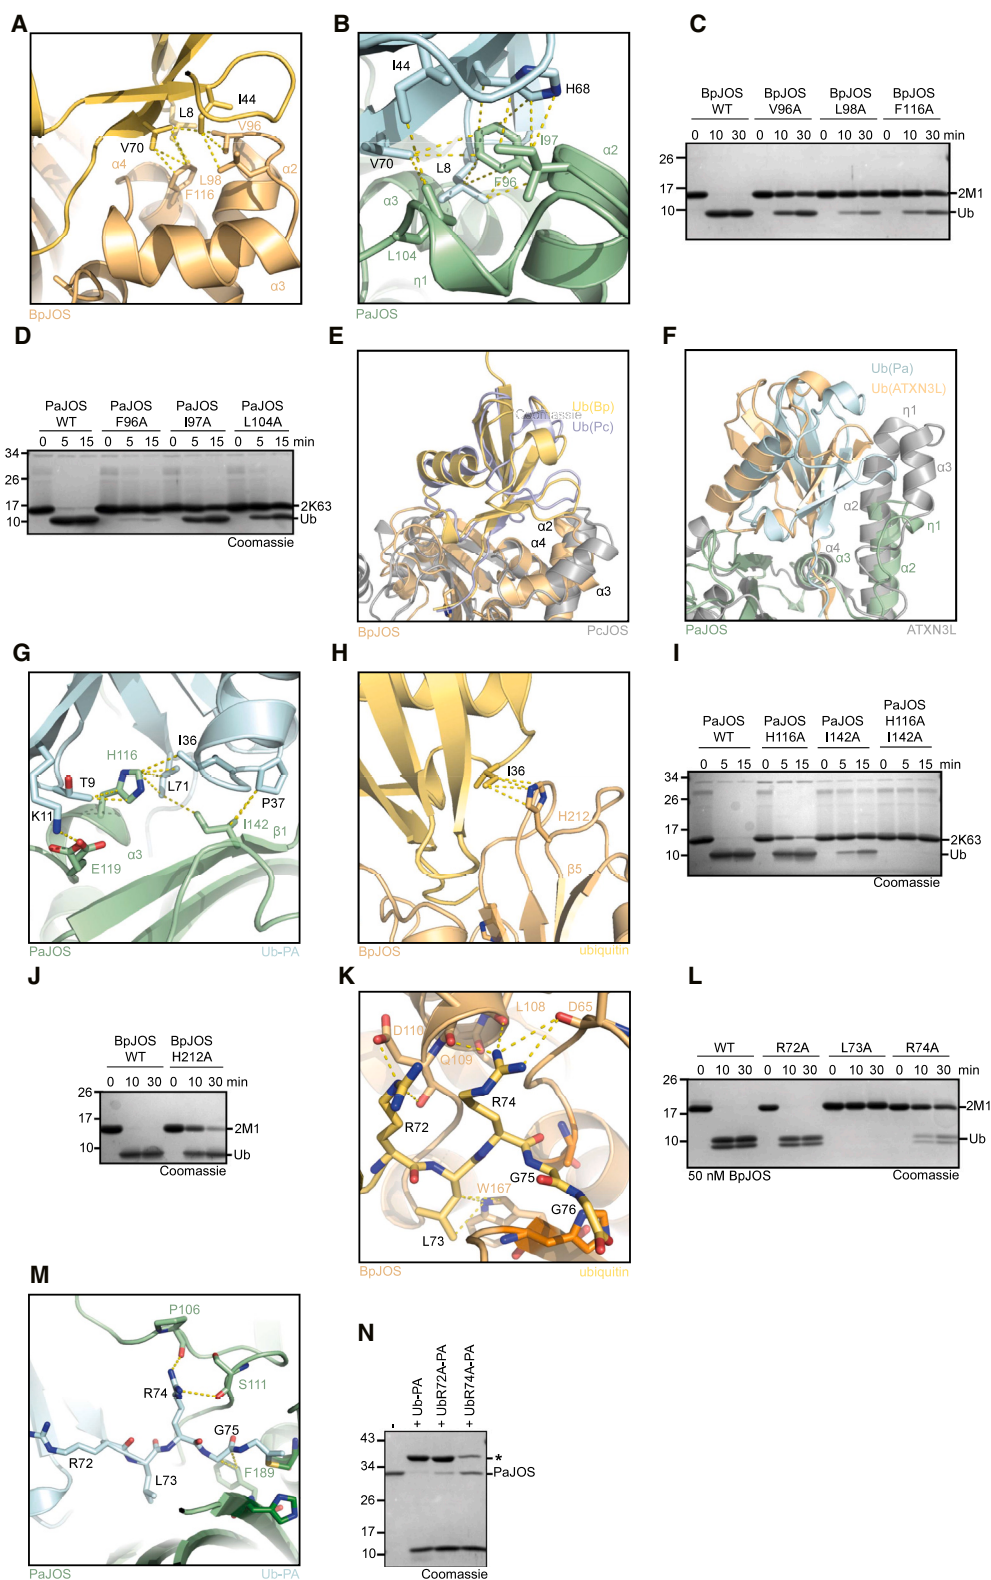 A
I44
L8
V96
V70
α4
α2
L98
F116
α3
BpJOS
B
I44
H68
I97
α2
V70
L8
F96
α3
L104
η1
PaJOS
C
BpJOS BpJOS BpJOS BpJOS
WT V96A L98A F116A
0 10 30 0 10 30 0 10 30 0 10 30 min
26
17
10
2M1
Ub
D
PaJOS PaJOS PaJOS PaJOS
WT F96A I97A L104A
0 5 15 0 5 15 0 5 15 0 5 15 min
34
26
17
10
2K63
Ub
Coomassie
E
Ub(Bp)
Coomassie
Ub(Pc)
α2
α4
α3
BpJOS
PcJOS
F
Ub(Pa)
Ub(ATXN3L)
η1
α3
α2
η1
α4
α3
α2
PaJOS
ATXN3L
G
H116
I36
T9
L71
K11
P37
I142
β1
α3
E119
PaJOS
Ub-PA
H
I36
H212
β5
BpJOS
ubiquitin
I
PaJOS PaJOS PaJOS PaJOS
WT H116A I142A H116A
I142A
0 5 15 0 5 15 0 5 15 0 5 15 min
34
26
17
10
2K63
Ub
Coomassie
J
BpJOS BpJOS
WT H212A
0 10 30 0 10 30 min
26
17
10
2M1
Ub
Coomassie
K
L108
D65
D110
Q109
R74
R72
G75
W167
G76
L73
BpJOS
ubiquitin
L
WT R72A L73A R74A
0 10 30 0 10 30 0 10 30 0 10 30 min
26
17
10
2M1
Ub
50 nM BpJOS
Coomassie
M
P106
R74
S111
G75
R72
L73
F189
PaJOS
Ub-PA
N
-
+ Ub-PA
+ UbR72A-PA
+ UbR74A-PA
43
34
26
17
10
*
PaJOS
Coomassie